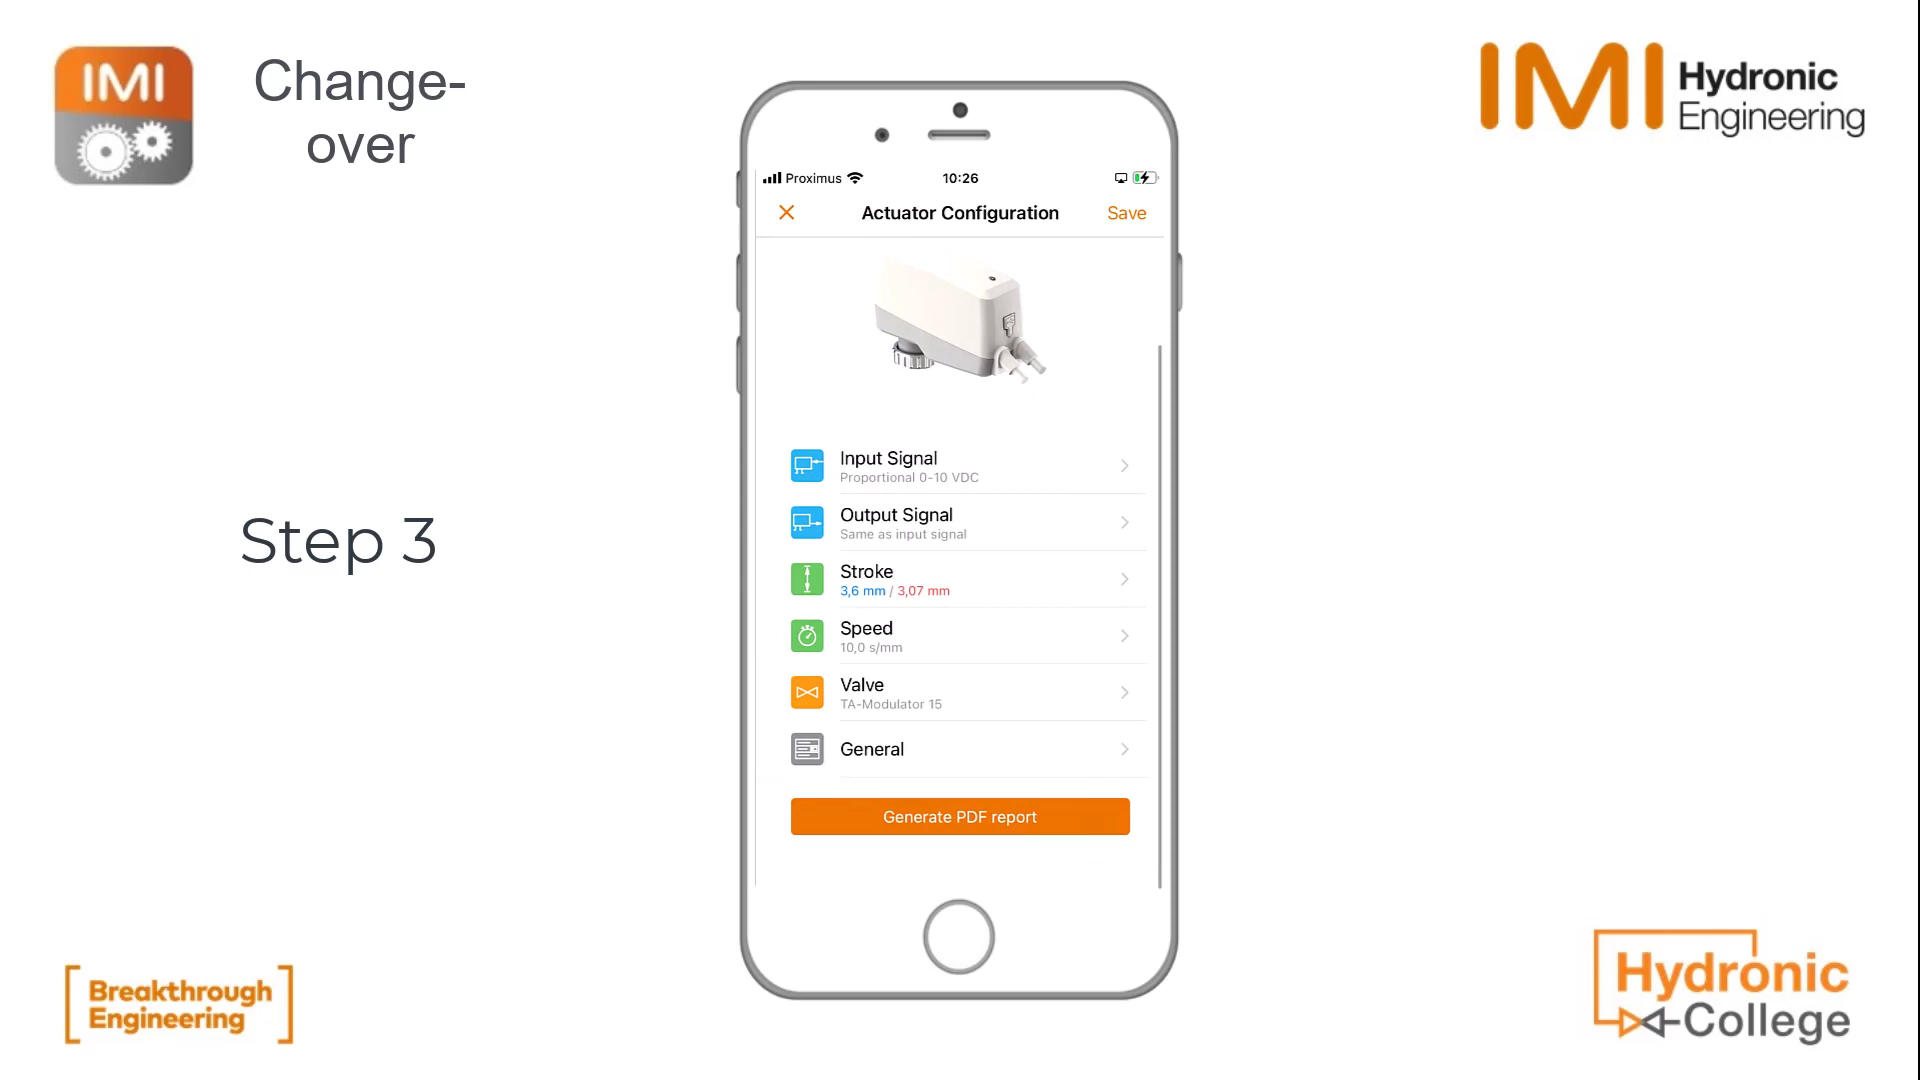 IMI
Change-
over
IMI Hydronic
Engineering
Proximus
10:26
Actuator Configuration
Save
Input Signal
Proportional 0-10 VDC
Output Signal
Same as input signal
Stroke
3,6 mm / 3,07 mm
Speed
10,0 s/mm
Valve
TA-Modulator 15
General
Generate PDF report
Step 3
Breakthrough
Engineering
Hydronic
College